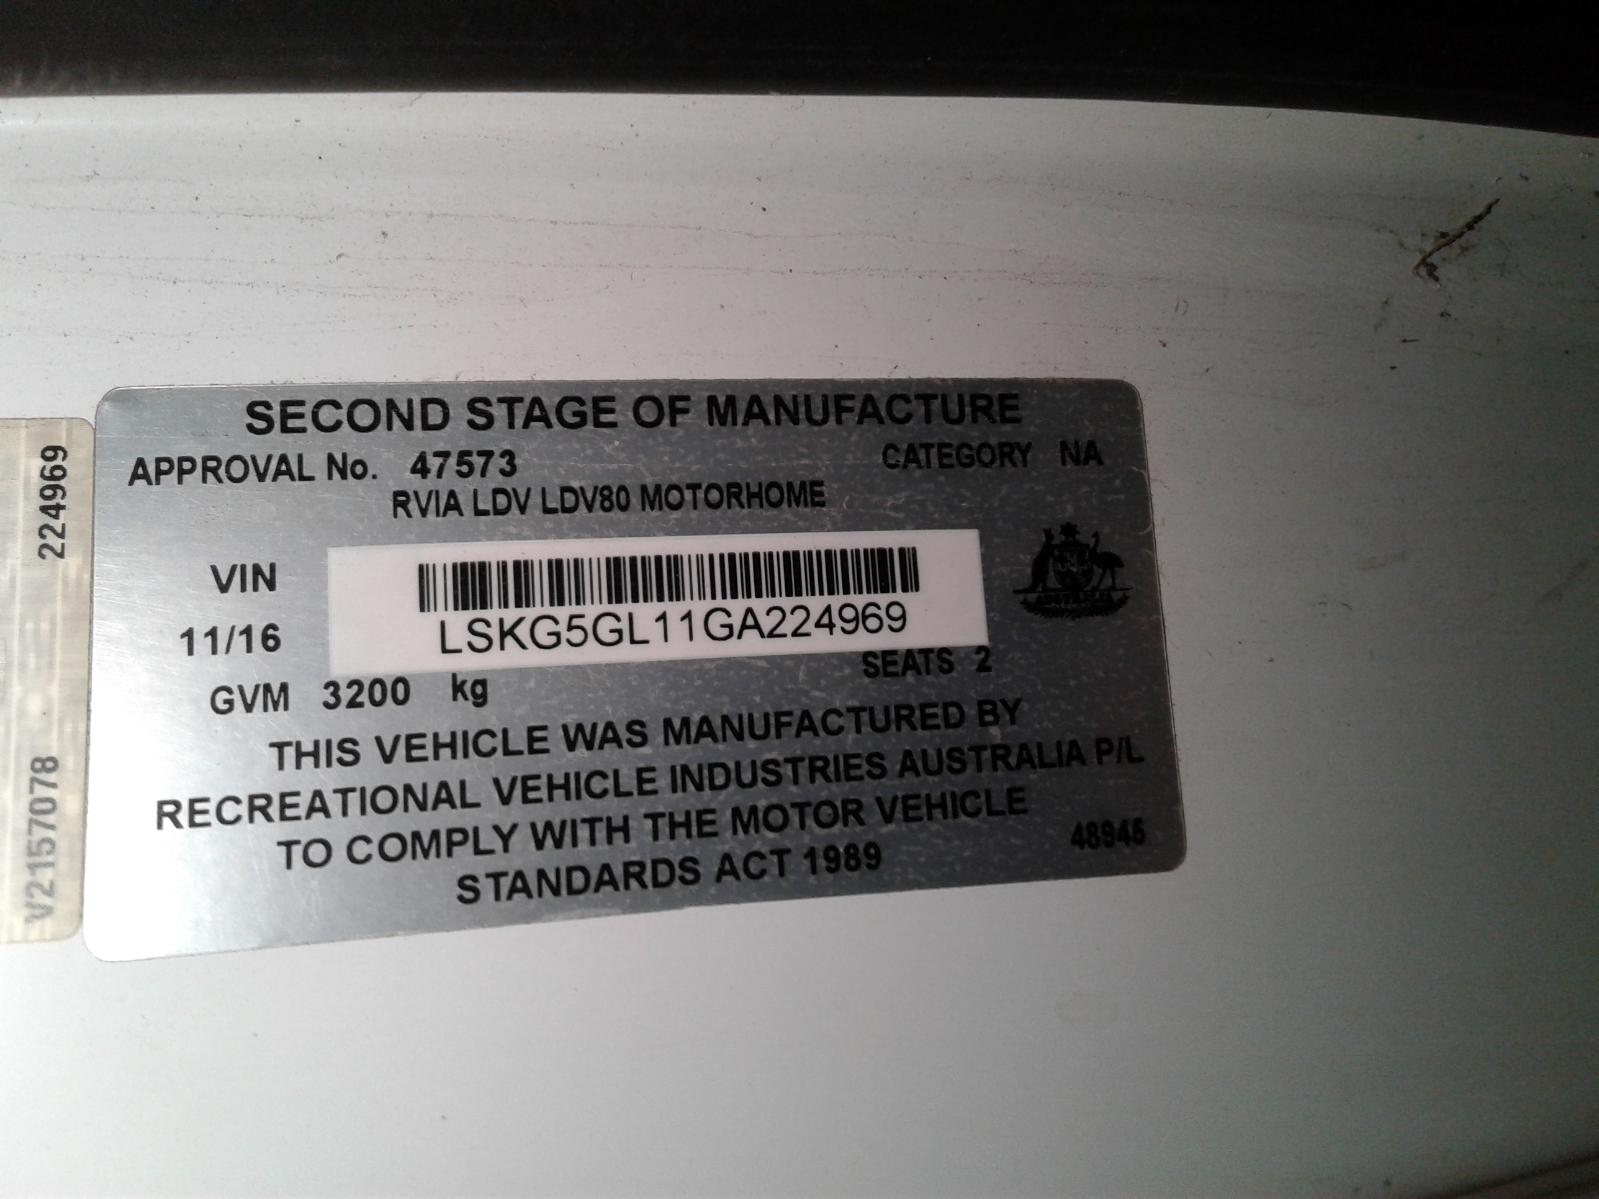 SECOND STAGE OF MANUFACTURE
APPROVAL No. 47573 CATEGORY NA
RVIA LDV LDV80 MOTORHOME
VIN
LSKG5GL11GA224969
11/16
SEATS 2
GVM 3200 kg
THIS VEHICLE WAS MANUFACTURED BY
RECREATIONAL VEHICLE INDUSTRIES AUSTRALIA P/L
TO COMPLY WITH THE MOTOR VEHICLE
STANDARDS ACT 1989
48945
V2157078 224969